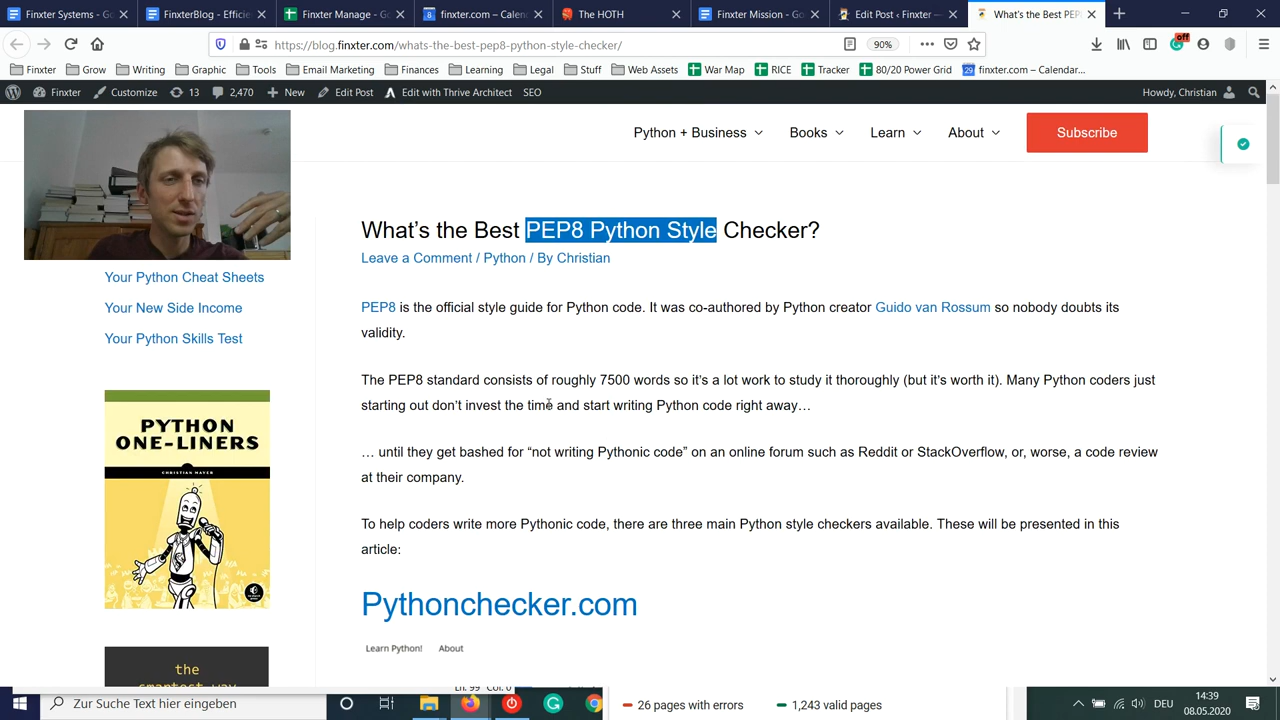 Finxter Systems - Go
FinxterBlog - Efficie
Finxter Manage - Go
finxter.com – Calend
The HOTH
Finxter Mission - Go
Edit Post ‹ Finxter —
What's the Best PEP
https://blog.finxter.com/whats-the-best-pep8-python-style-checker/
90%
off
Finxter
Grow
Writing
Graphic
Tools
Email Marketing
Finances
Learning
Legal
Stuff
Web Assets
War Map
RICE
Tracker
80/20 Power Grid
finxter.com – Calendar…
Finxter
Customize
13
2,470
New
Edit Post
Edit with Thrive Architect
SEO
Howdy, Christian
Python + Business
Books
Learn
About
Subscribe
What's the Best PEP8 Python Style Checker?
Leave a Comment / Python / By Christian
Your Python Cheat Sheets
Your New Side Income
Your Python Skills Test
PEP8 is the official style guide for Python code. It was co-authored by Python creator Guido van Rossum so nobody doubts its
validity.
The PEP8 standard consists of roughly 7500 words so it's a lot work to study it thoroughly (but it's worth it). Many Python coders just
starting out don't invest the time and start writing Python code right away…
… until they get bashed for “not writing Pythonic code” on an online forum such as Reddit or StackOverflow, or, worse, a code review
at their company.
To help coders write more Pythonic code, there are three main Python style checkers available. These will be presented in this
article:
Pythonchecker.com
Learn Python!
About
PYTHON
ONE-LINERS
CHRISTIAN MAYER
the
smartest way
Ln: 99 Col: 0
Zur Suche Text hier eingeben
26 pages with errors
1,243 valid pages
DEU
14:39
08.05.2020